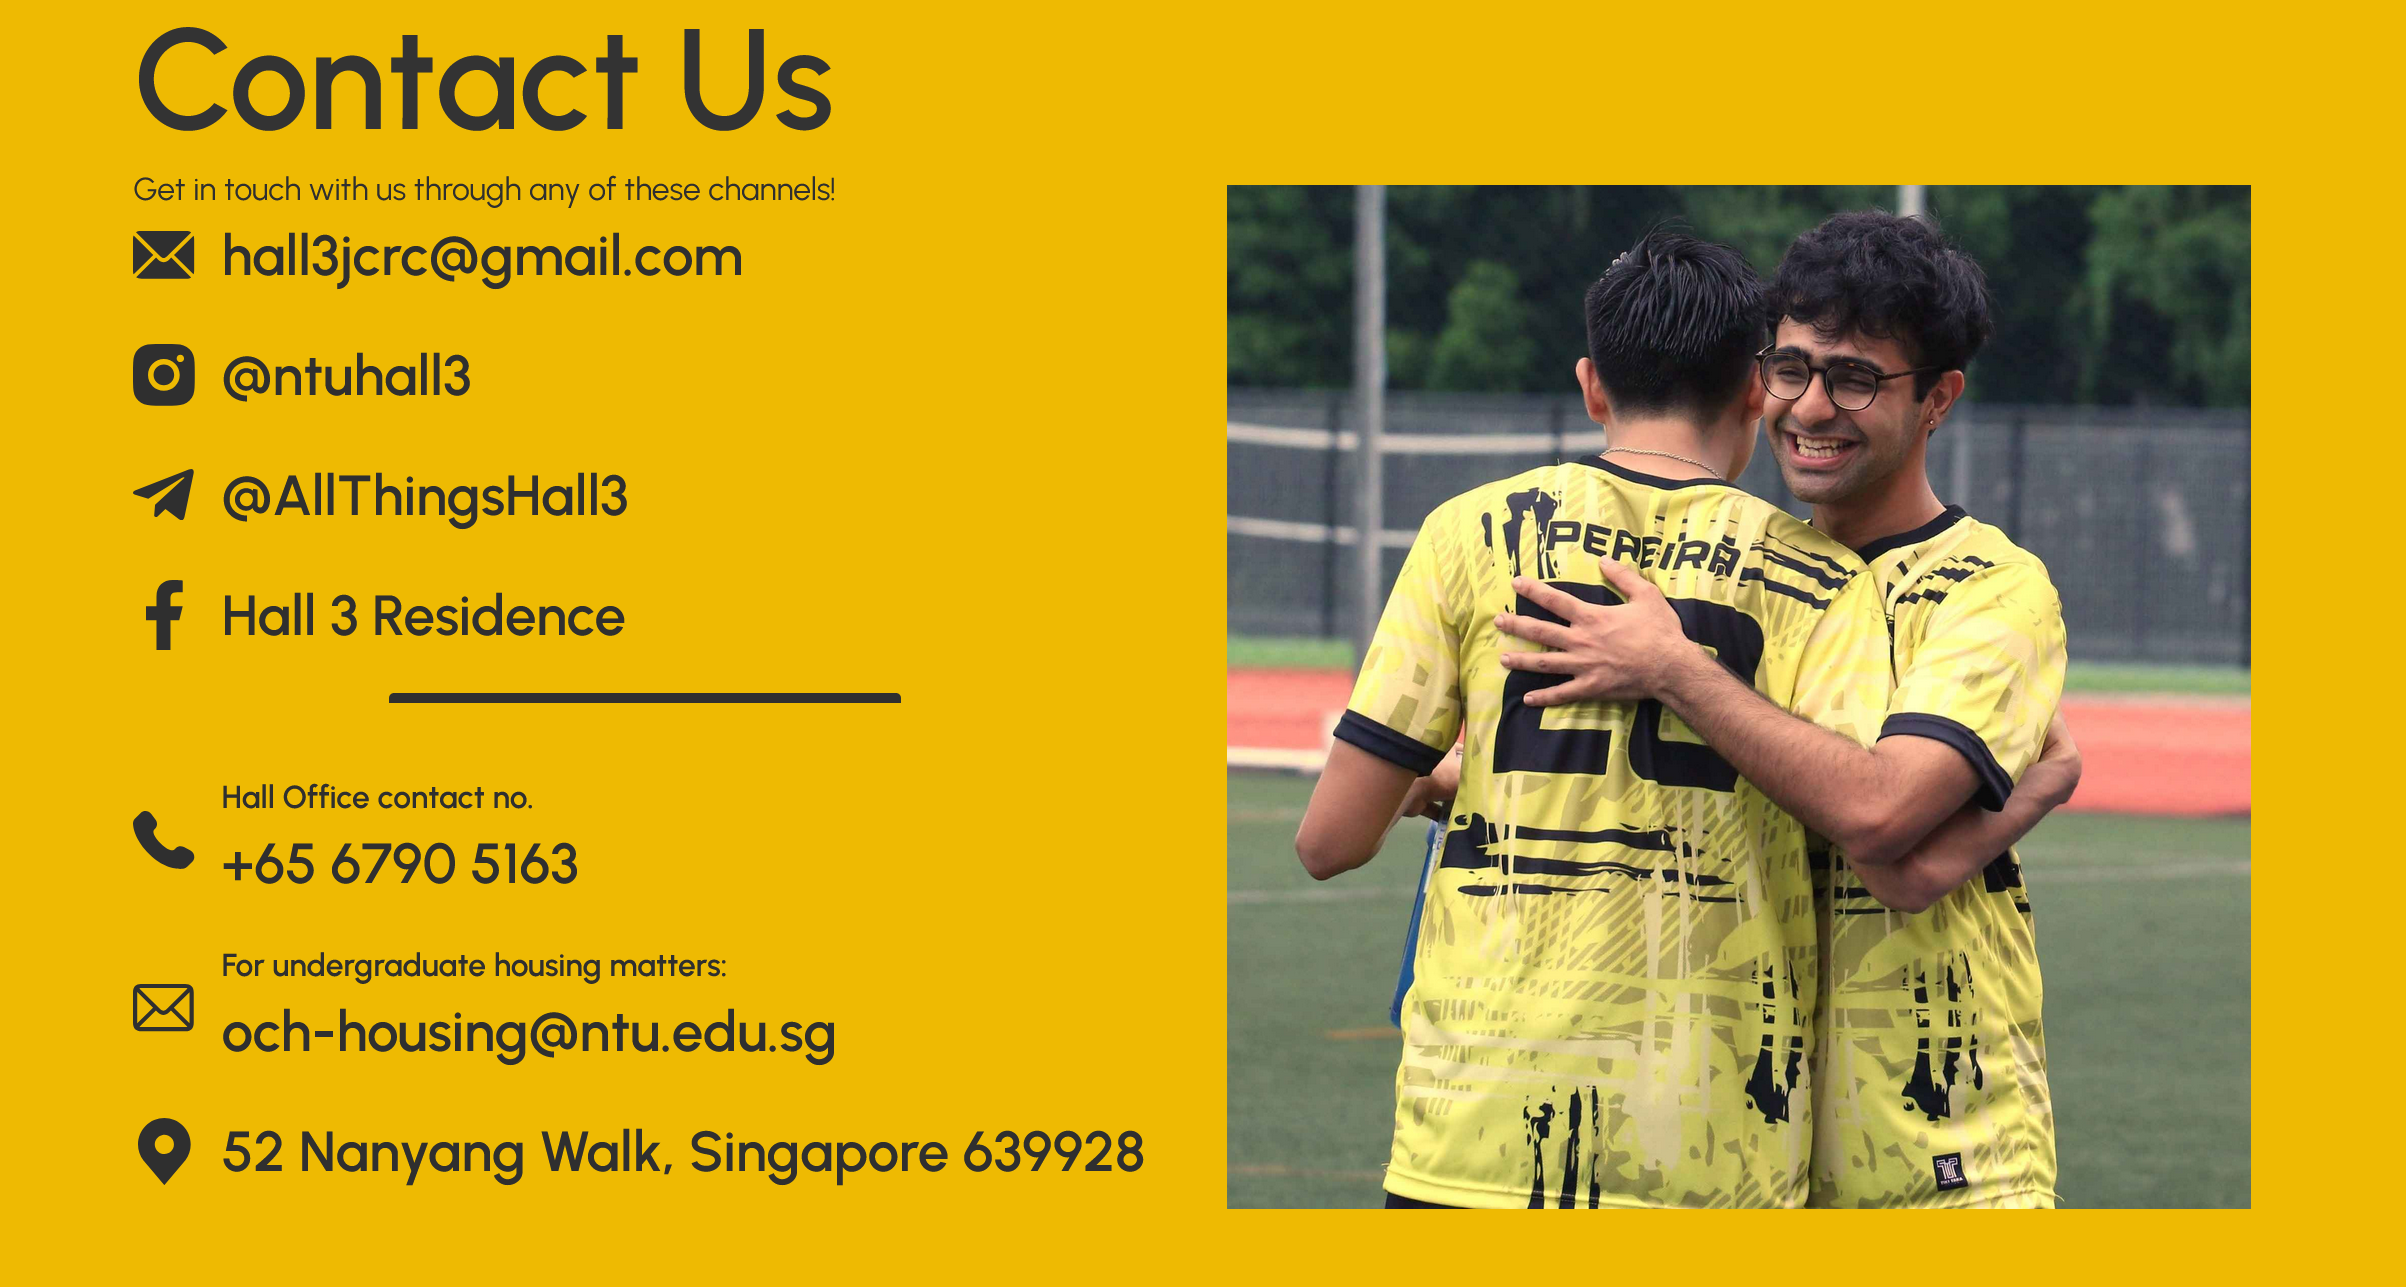 Contact Us
Get in touch with us through any of these channels!
hall3jcrc@gmail.com
@ntuhall3
@AllThingsHall3
Hall 3 Residence
Hall Office contact no.
+65 6790 5163
For undergraduate housing matters:
och-housing@ntu.edu.sg
52 Nanyang Walk, Singapore 639928
PEREIRA